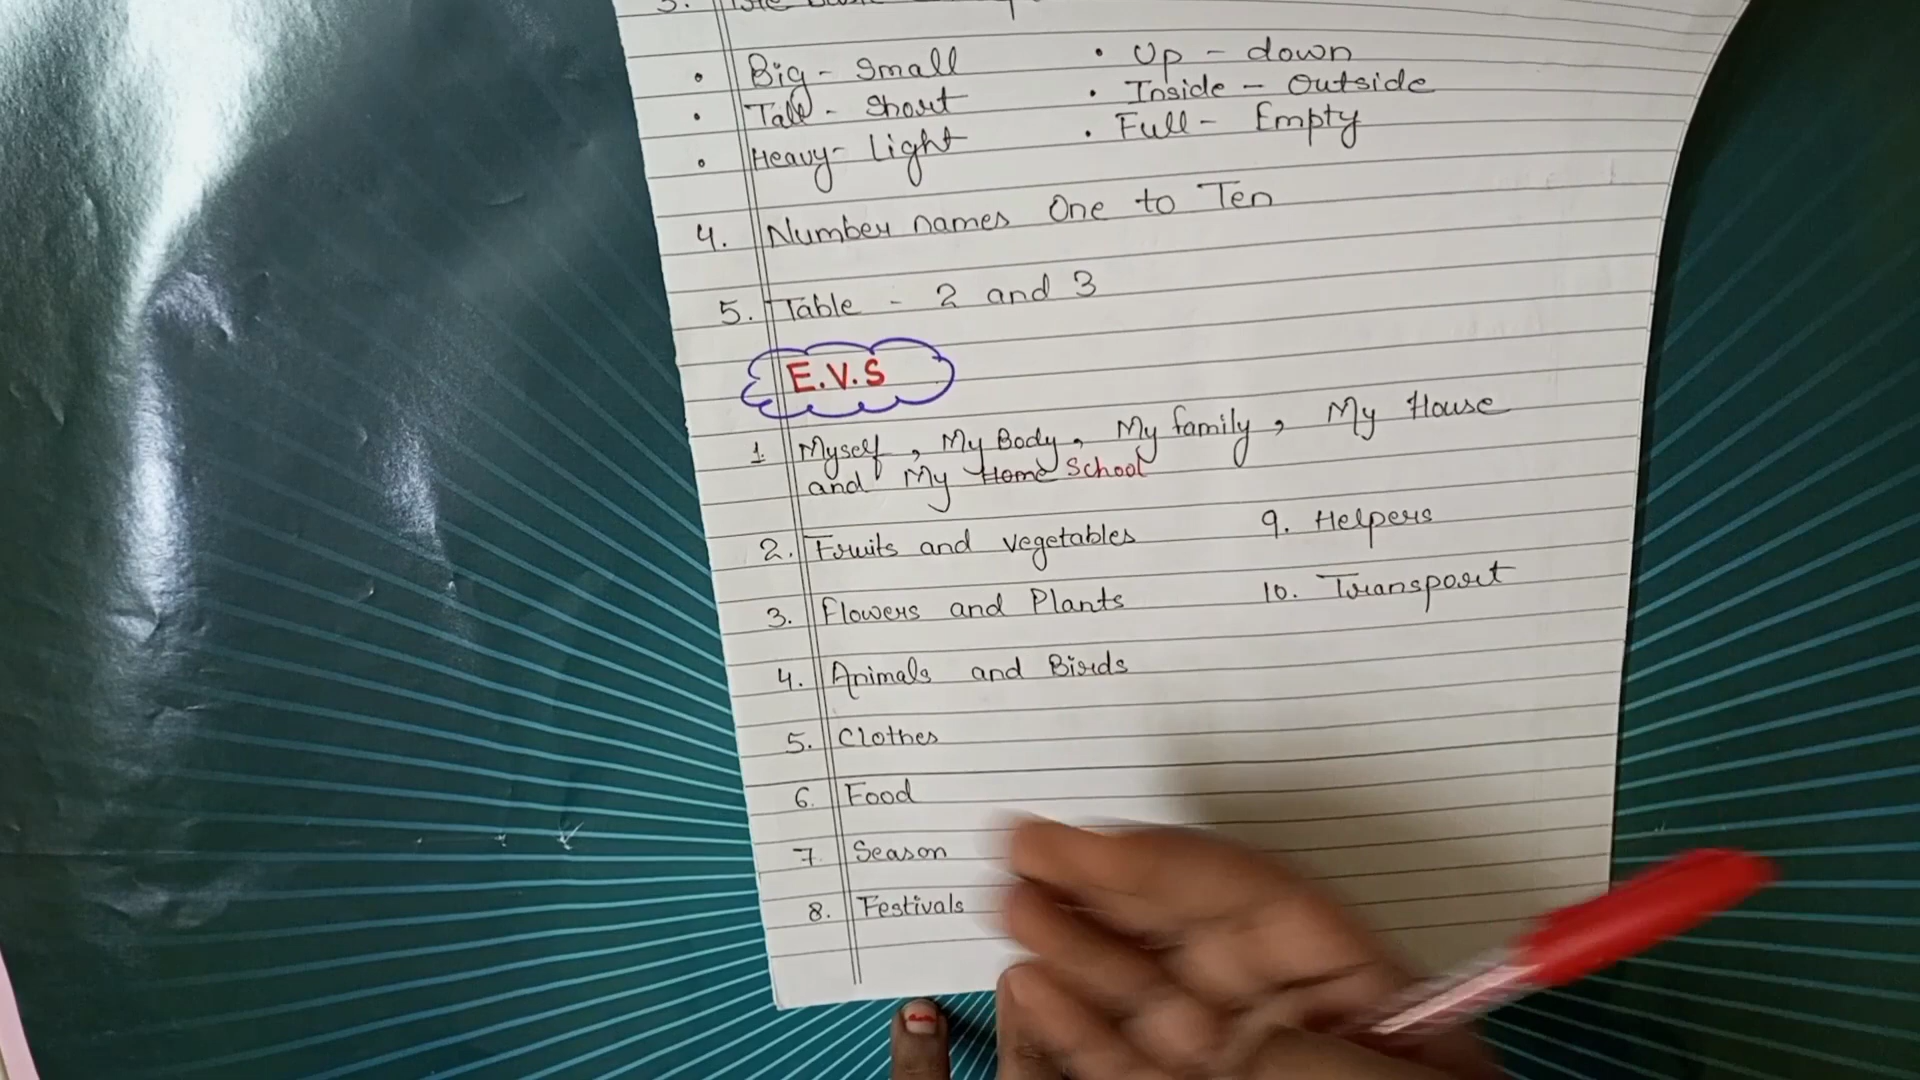 3.
• Big - Small • Up - down
• Tall - Short • Inside - Outside
• Heavy - Light • Full - Empty
4. Number names One to Ten
5. Table - 2 and 3
E.V.S
1. Myself, My Body, My family, My House
and My Home School
2. Fruits and vegetables 9. Helpers
3. Flowers and Plants 10. Transport
4. Animals and Birds
5. Clothes
6. Food
7. Season
8. Festivals